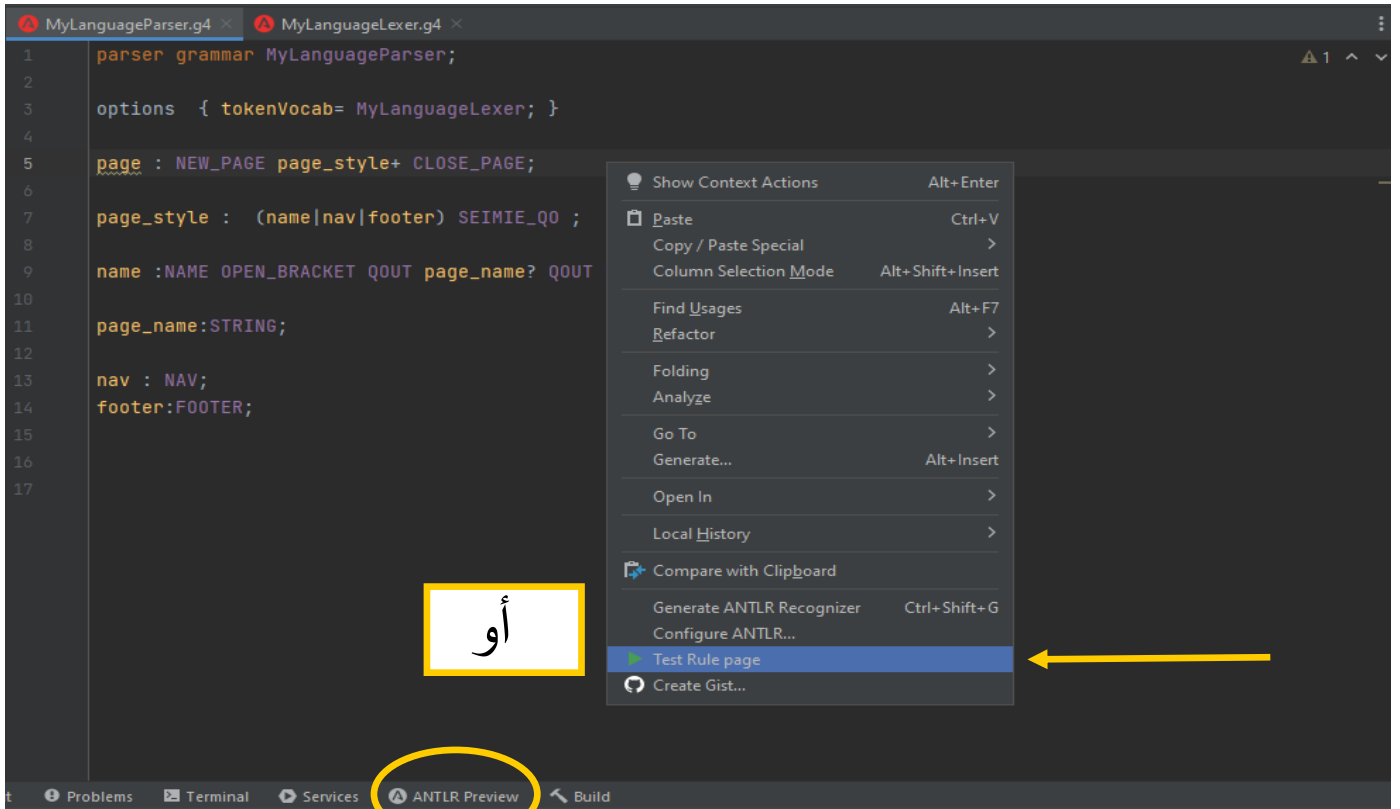 MyLanguageParser.g4 MyLanguageLexer.g4
1 parser grammar MyLanguageParser; 1
2
3 options { tokenVocab= MyLanguageLexer; }
4
5 page : NEW_PAGE page_style+ CLOSE_PAGE;
6
7 page_style : (name|nav|footer) SEIMIE_QO ;
8
9 name :NAME OPEN_BRACKET QOUT page_name? QOUT
10
11 page_name:STRING;
12
13 nav : NAV;
14 footer:FOOTER;
15
16
17
Show Context Actions Alt+Enter
Paste Ctrl+V
Copy / Paste Special
Column Selection Mode Alt+Shift+Insert
Find Usages Alt+F7
Refactor
Folding
Analyze
Go To
Generate... Alt+Insert
Open In
Local History
Compare with Clipboard
Generate ANTLR Recognizer Ctrl+Shift+G
Configure ANTLR...
Test Rule page
Create Gist...
أو
t Problems Terminal Services ANTLR Preview Build